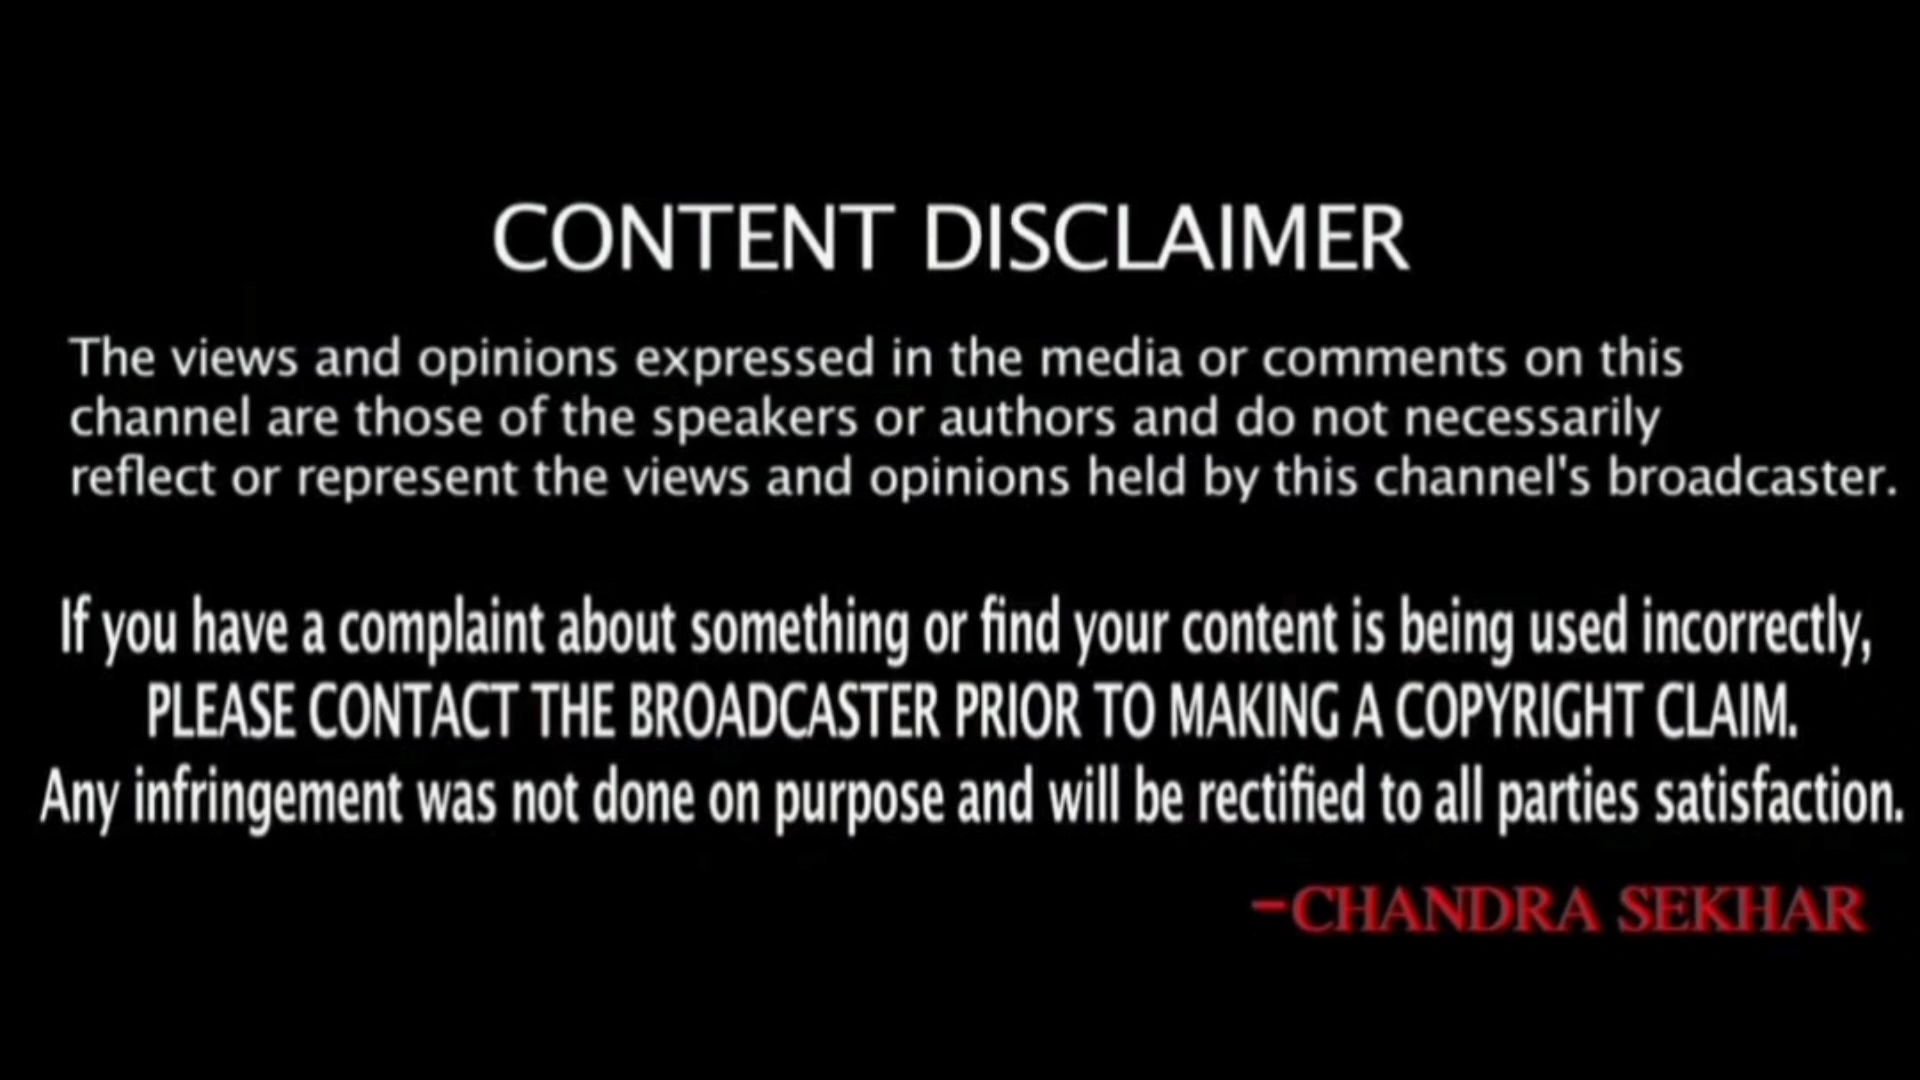 CONTENT DISCLAIMER
The views and opinions expressed in the media or comments on this
channel are those of the speakers or authors and do not necessarily
reflect or represent the views and opinions held by this channel's broadcaster.
If you have a complaint about something or find your content is being used incorrectly,
PLEASE CONTACT THE BROADCASTER PRIOR TO MAKING A COPYRIGHT CLAIM.
Any infringement was not done on purpose and will be rectified to all parties satisfaction.
-CHANDRA SEKHAR